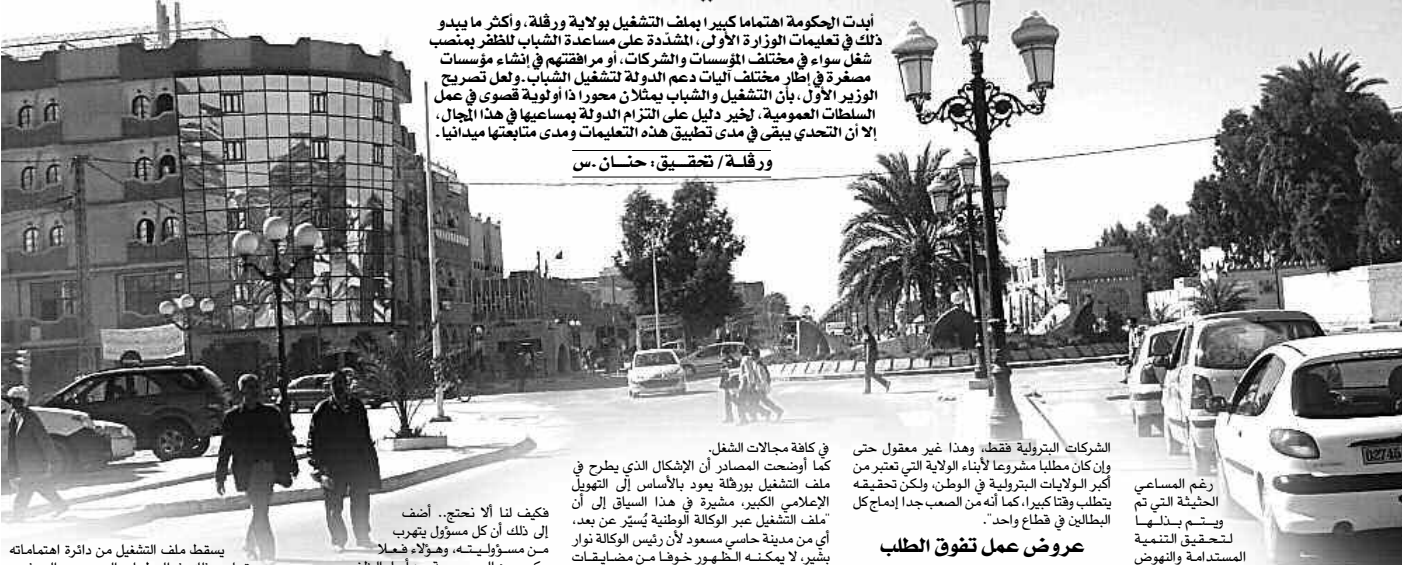 أبدت الحكومة اهتماما كبيرا بملف التشغيل بولاية ورڤلة، وأكثر ما يبدو
ذلك في تعليمات الوزارة الأولى، المشدّدة على مساعدة الشباب للظفر بمنصب
شغل سواء في مختلف المؤسسات والشركات، أو مرافقتهم في إنشاء مؤسسات
مصغرة في إطار مختلف آليات دعم الدولة لتشغيل الشباب. ولعل تصريح
الوزير الأول، بأن التشغيل والشباب يمثلان محورا ذا أولوية قصوى في عمل
السلطات العمومية، لخير دليل على التزام الدولة بمساعيها في هذا المجال،
إلا أن التحدي يبقى في مدى تطبيق هذه التعليمات ومدى متابعتها ميدانيا.
ورڤلة/ تحقيق: حنان.س
رغم المساعي
الحثيثة التي تم
ويتم بذلها
لتحقيق التنمية
المستدامة والنهوض
الشركات البترولية فقط، وهذا غير معقول حتى
وإن كان مطلبا مشروعا لأبناء الولاية التي تعتبر من
أكبر الولايات البترولية في الوطن، ولكن تحقيقه
يتطلب وقتا كبيرا، كما أنه من الصعب جدا إدماج كل
البطالين في قطاع واحد".
عروض عمل تفوق الطلب
في كافة مجالات الشغل.
كما أوضحت المصادر أن الإشكال الذي يطرح في
ملف التشغيل بورڤلة يعود بالأساس إلى التهويل
الإعلامي الكبير، مشيرة في هذا السياق إلى أن
"ملف التشغيل عبر الوكالة الوطنية يُسيّر عن بعد،
أي من مدينة حاسي مسعود لأن رئيس الوكالة نوار
بشير، لا يمكنه الظهور خوفا من مضايقات
فكيف لنا ألا نحتج.. أضف
إلى ذلك أن كل مسؤول يتهرب
من مسؤوليته، وهؤلاء فعلا
يسقط ملف التشغيل من دائرة اهتماماته
02745